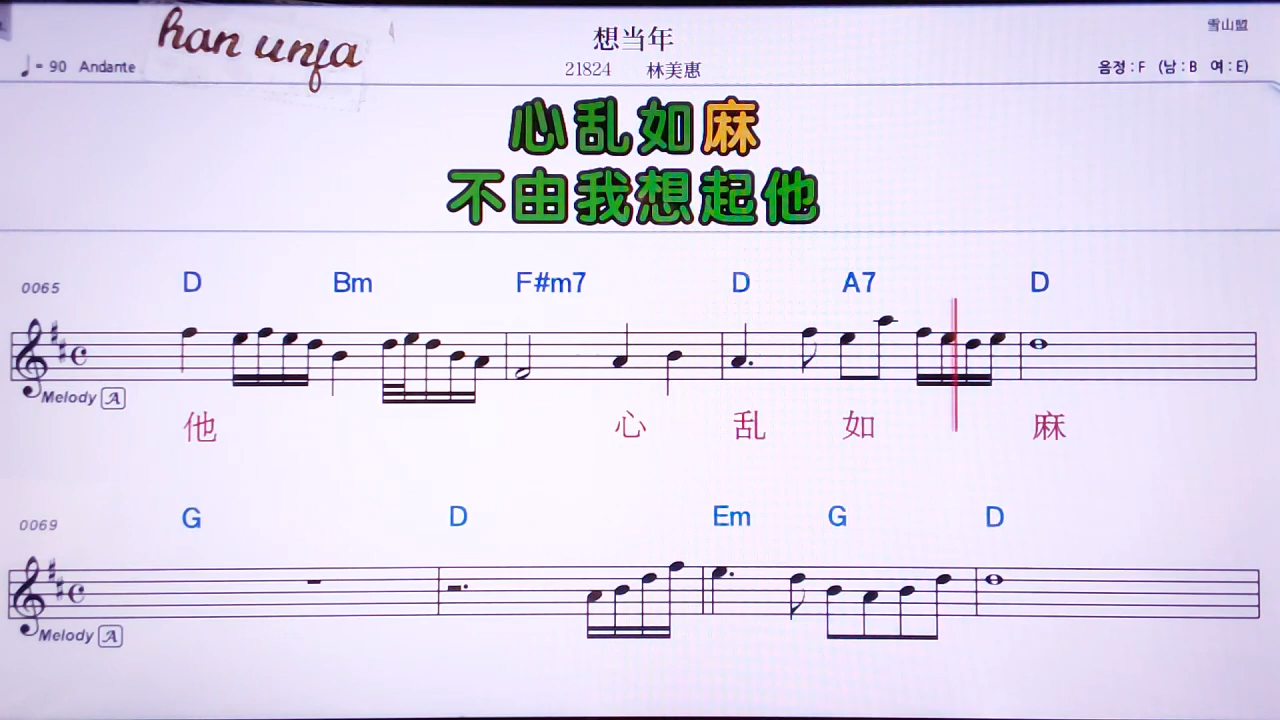 han unfa
想当年
雪山盟
♩= 90 Andante
21824 林美惠
음정 : F (남 : B 여 : E)
心乱如麻
不由我想起他
0065 D Bm F#m7 D A7 D
Melody A
他 心 乱 如 麻
0069 G D Em G D
Melody A